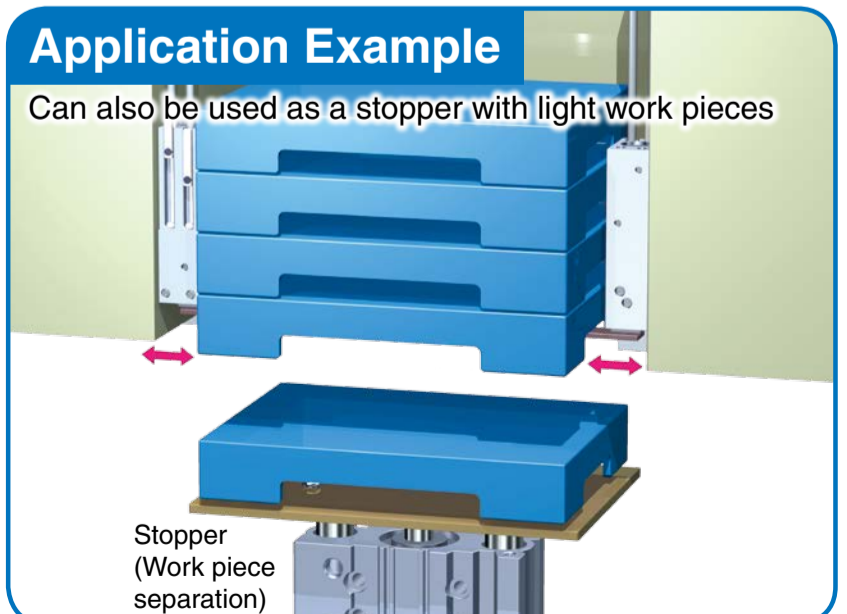 Application Example
Can also be used as a stopper with light work pieces
Stopper
(Work piece
separation)